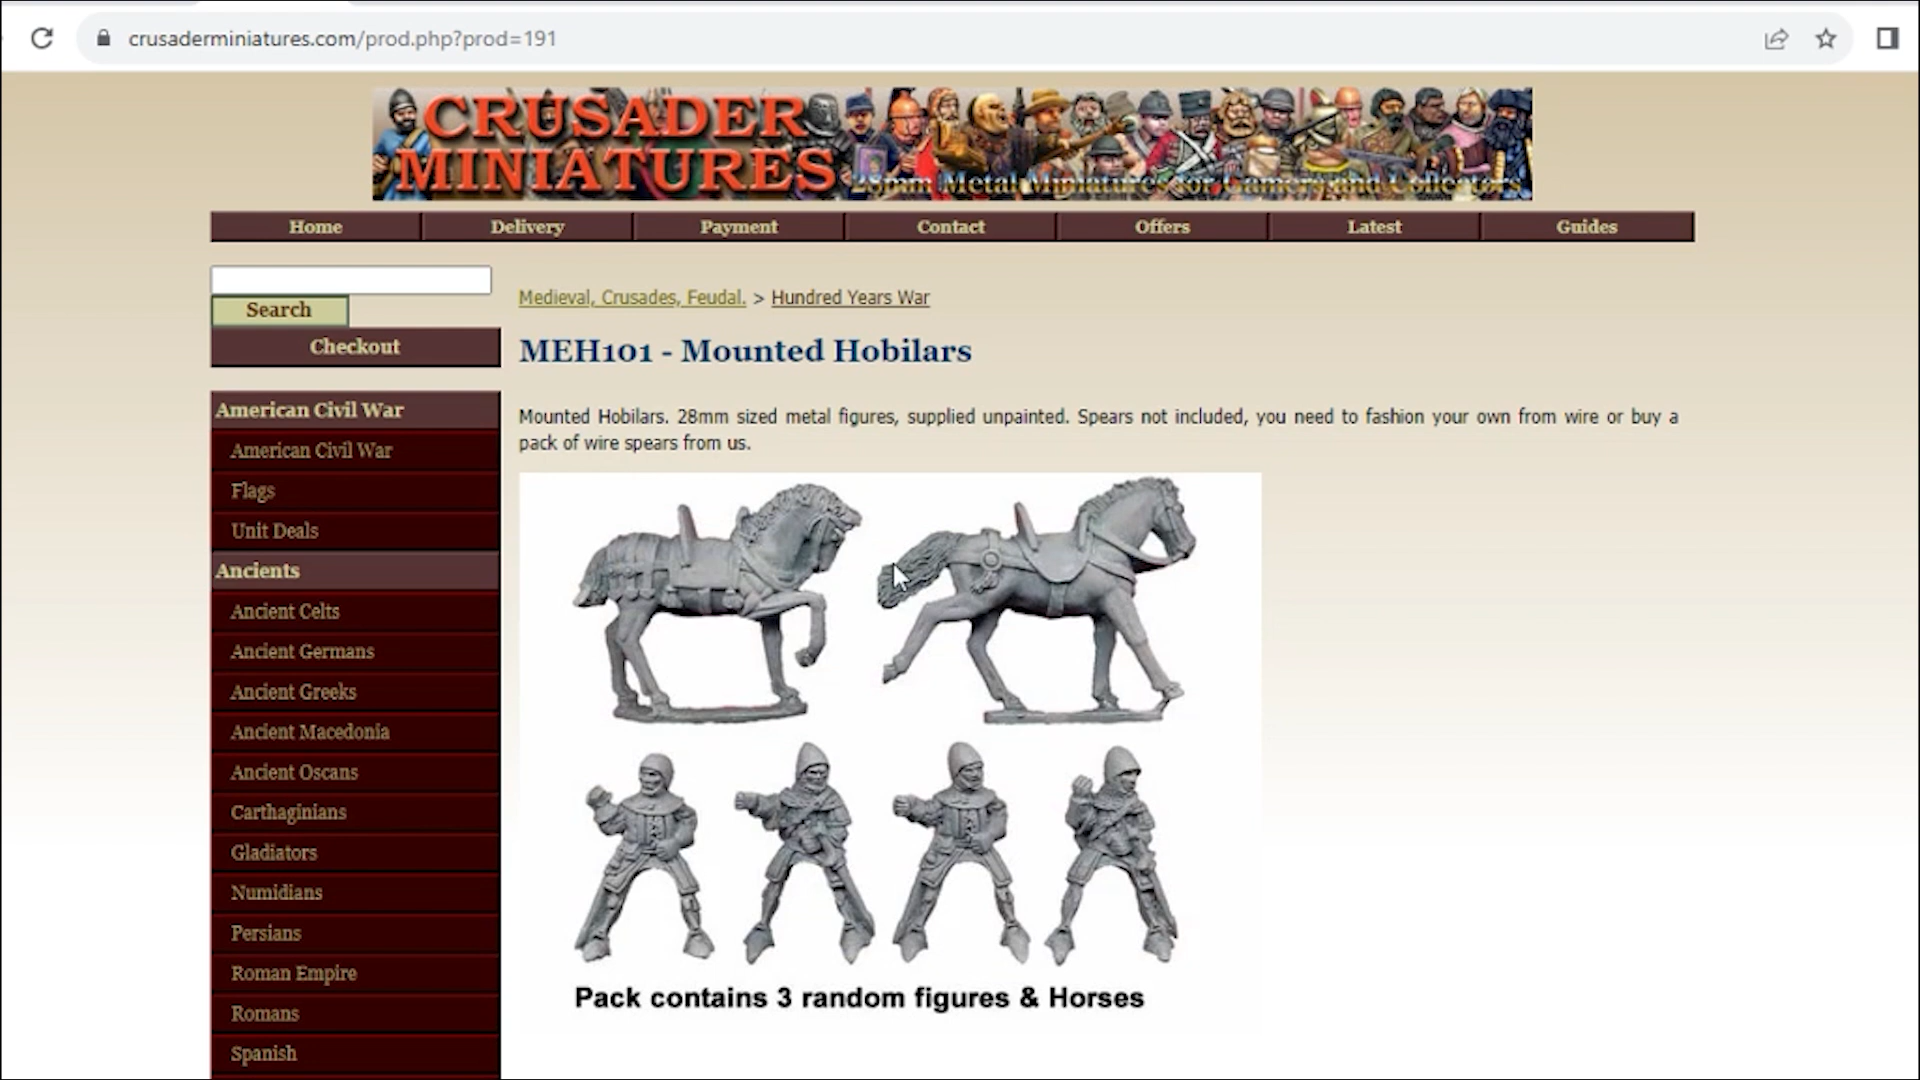 crusaderminiatures.com/prod.php?prod=191
CRUSADER
MINIATURES
28mm Metal Miniatures for Gamers and Collectors
Home
Delivery
Payment
Contact
Offers
Latest
Guides
Search
Checkout
American Civil War
American Civil War
Flags
Unit Deals
Ancients
Ancient Celts
Ancient Germans
Ancient Greeks
Ancient Macedonia
Ancient Oscans
Carthaginians
Gladiators
Numidians
Persians
Roman Empire
Romans
Spanish
Medieval, Crusades, Feudal. > Hundred Years War
MEH101 - Mounted Hobilars
Mounted Hobilars. 28mm sized metal figures, supplied unpainted. Spears not included, you need to fashion your own from wire or buy a
pack of wire spears from us.
Pack contains 3 random figures & Horses